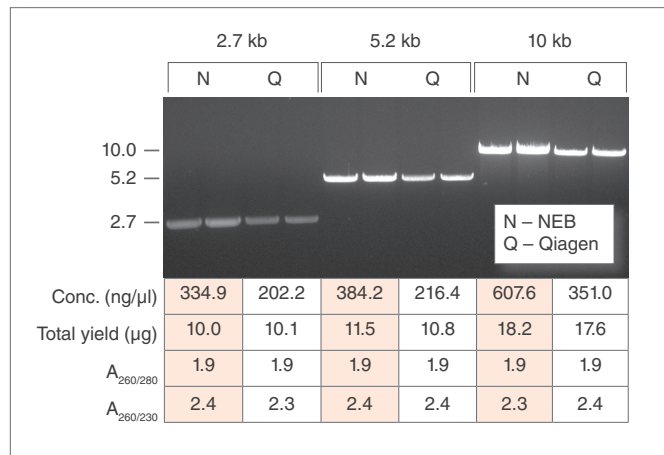 2.7 kb 5.2 kb 10 kb
N Q N Q N Q
10.0
5.2
2.7
N – NEB
Q – Qiagen
Conc. (ng/µl) 334.9 202.2 384.2 216.4 607.6 351.0
Total yield (µg) 10.0 10.1 11.5 10.8 18.2 17.6
A260/280 1.9 1.9 1.9 1.9 1.9 1.9
A260/230 2.4 2.3 2.4 2.4 2.3 2.4